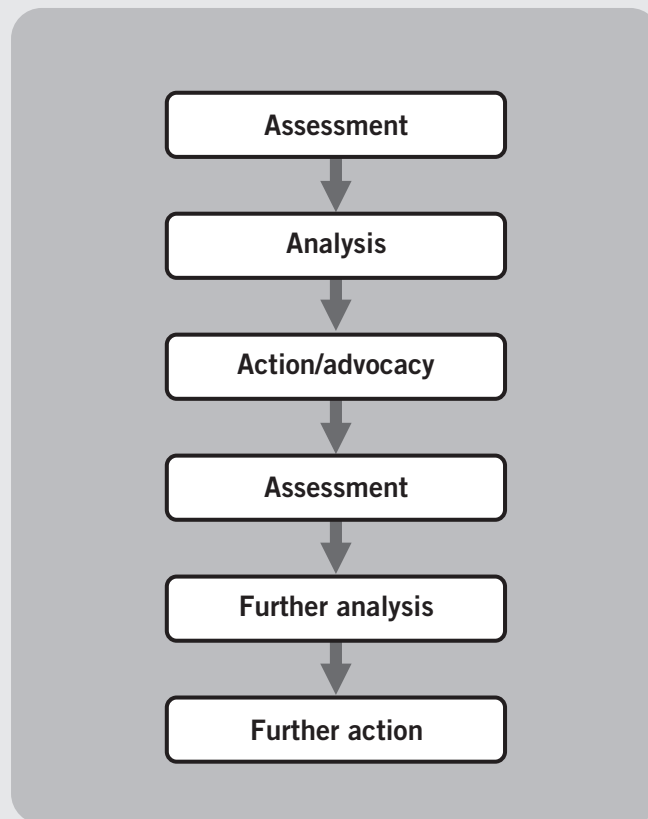 Assessment
Analysis
Action/advocacy
Assessment
Further analysis
Further action